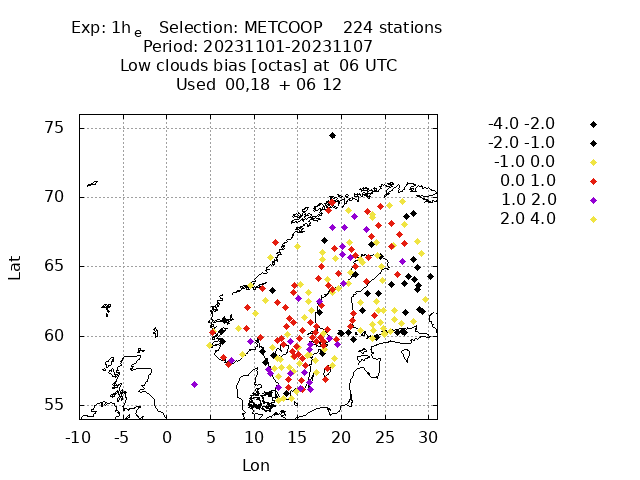 Exp: 1h e Selection: METCOOP 224 stations
Period: 20231101-20231107
Low clouds bias [octas] at 06 UTC
Used 00,18 + 06 12
-4.0 -2.0
-2.0 -1.0
-1.0 0.0
0.0 1.0
1.0 2.0
2.0 4.0
75
70
65
60
55
Lat
-10 -5 0 5 10 15 20 25 30
Lon